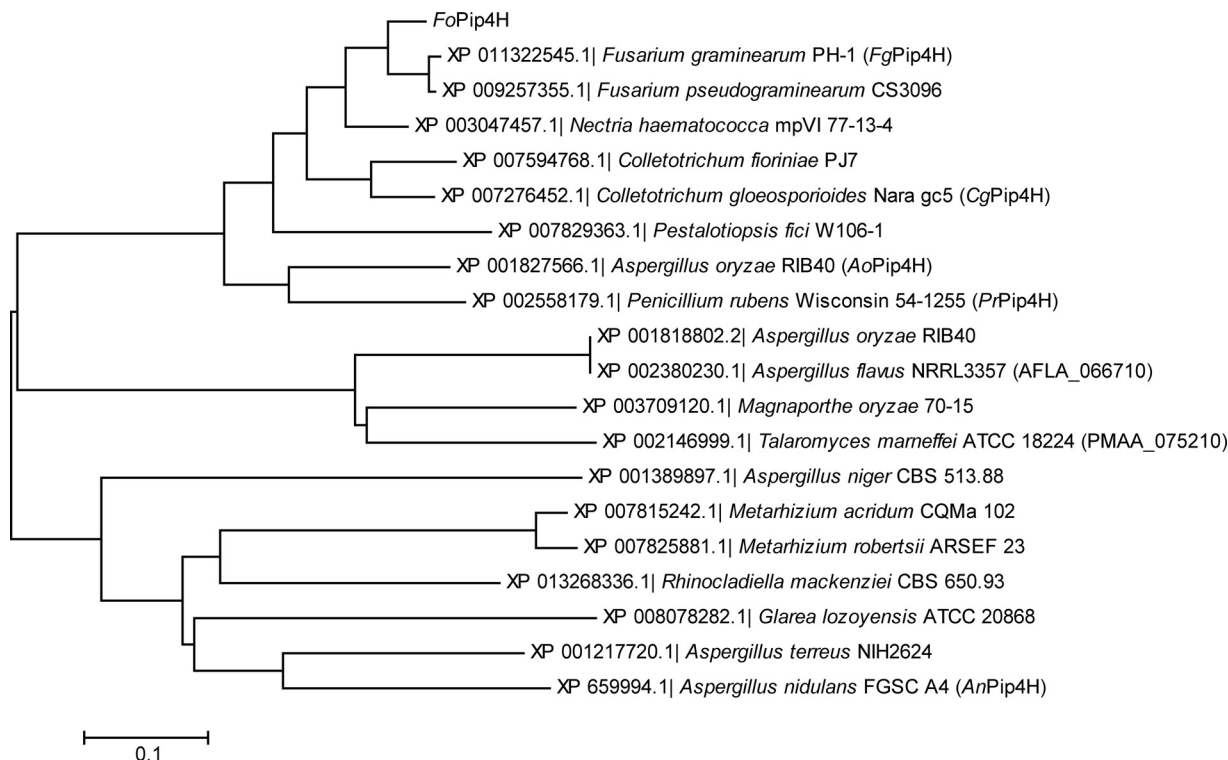 FoPip4H
XP 011322545.1| Fusarium graminearum PH-1 (FgPip4H)
XP 009257355.1| Fusarium pseudograminearum CS3096
XP 003047457.1| Nectria haematococca mpVI 77-13-4
XP 007594768.1| Colletotrichum fioriniae PJ7
XP 007276452.1| Colletotrichum gloeosporioides Nara gc5 (CgPip4H)
XP 007829363.1| Pestalotiopsis fici W106-1
XP 001827566.1| Aspergillus oryzae RIB40 (AoPip4H)
XP 002558179.1| Penicillium rubens Wisconsin 54-1255 (PrPip4H)
XP 001818802.2| Aspergillus oryzae RIB40
XP 002380230.1| Aspergillus flavus NRRL3357 (AFLA_066710)
XP 003709120.1| Magnaporthe oryzae 70-15
XP 002146999.1| Talaromyces marneffei ATCC 18224 (PMAA_075210)
XP 001389897.1| Aspergillus niger CBS 513.88
XP 007815242.1| Metarhizium acridum CQMa 102
XP 007825881.1| Metarhizium robertsii ARSEF 23
XP 013268336.1| Rhinocladiella mackenziei CBS 650.93
XP 008078282.1| Glarea lozoyensis ATCC 20868
XP 001217720.1| Aspergillus terreus NIH2624
XP 659994.1| Aspergillus nidulans FGSC A4 (AnPip4H)
0.1